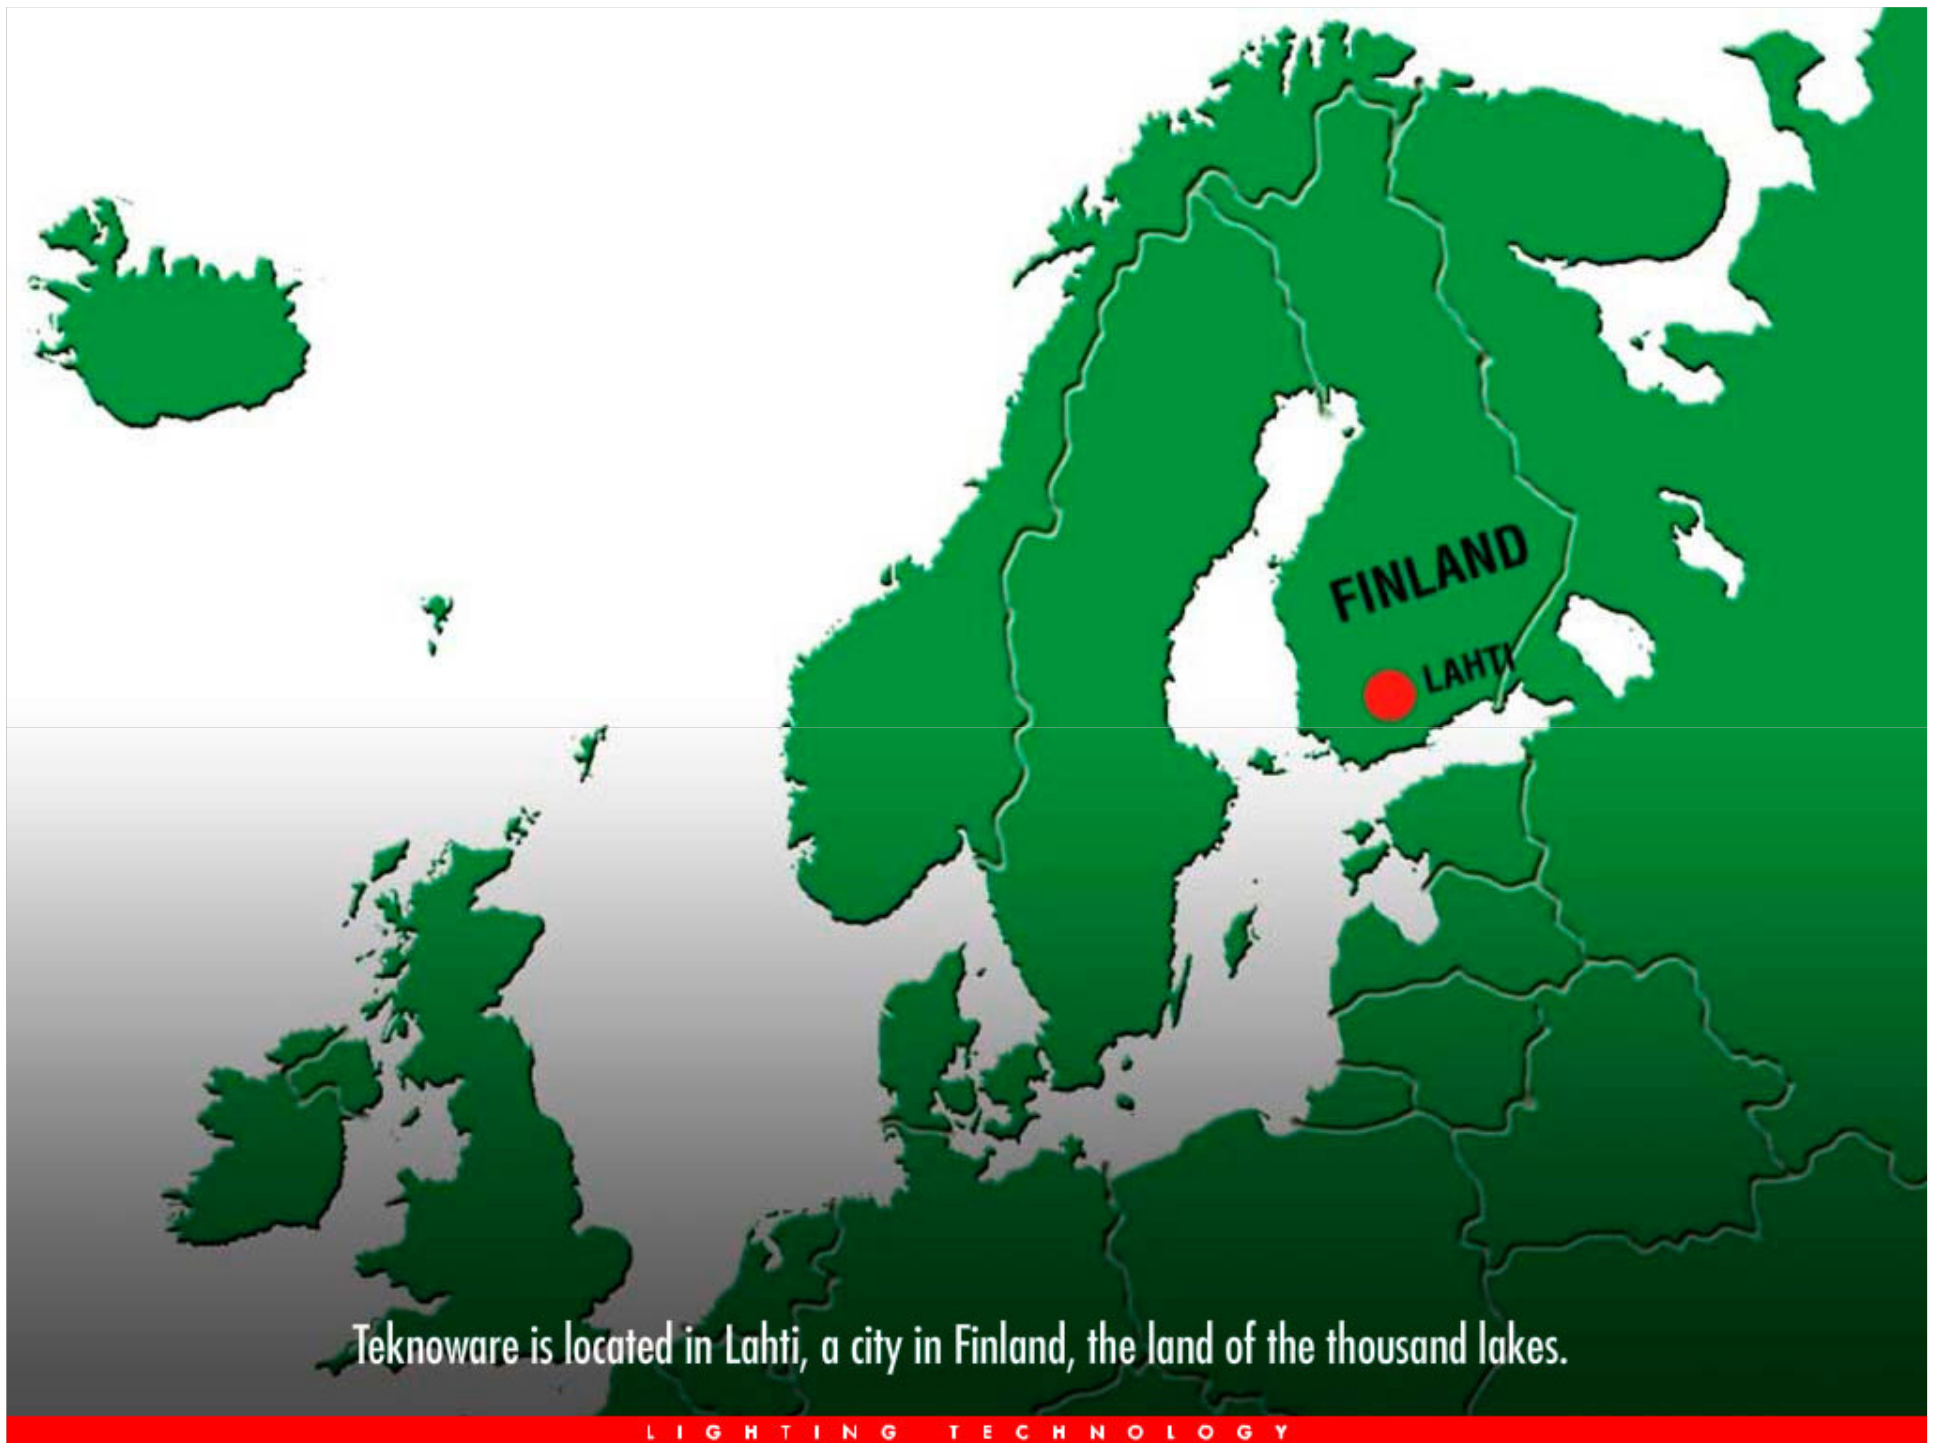 FINLAND
LAHTI
Teknoware is located in Lahti, a city in Finland, the land of the thousand lakes.
LIGHTING TECHNOLOGY